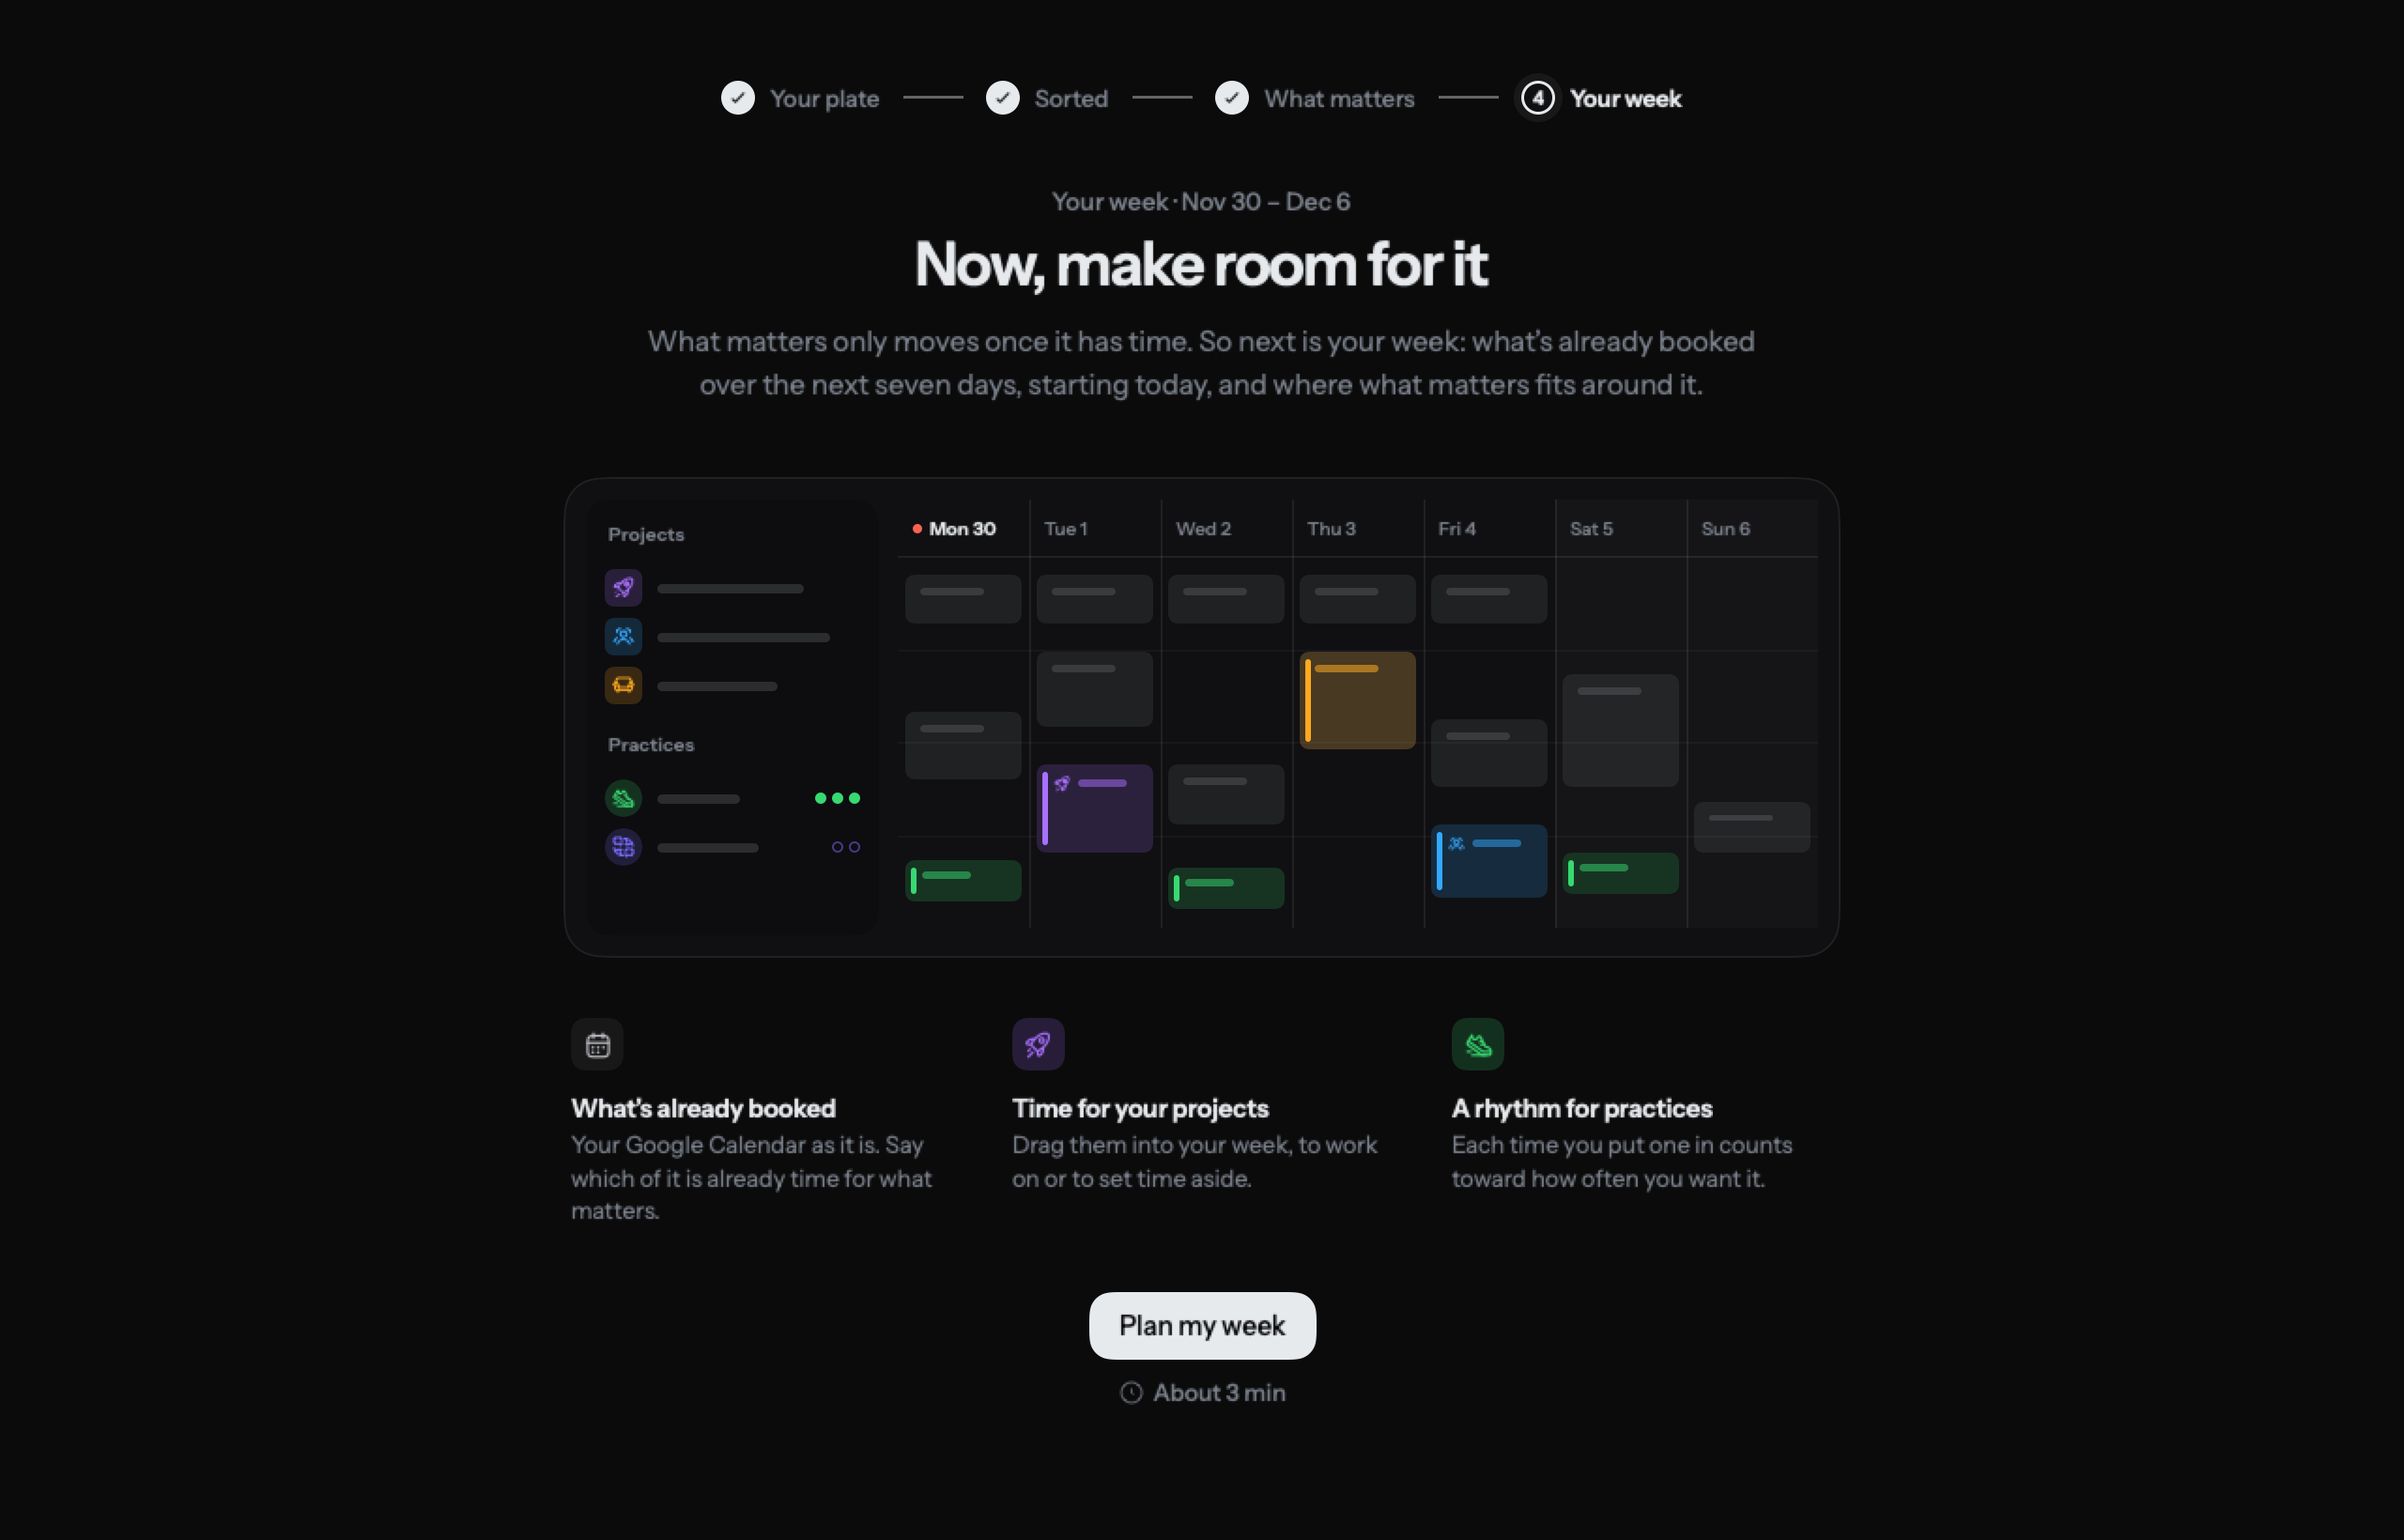 Your plate
Sorted
What matters
4 Your week
Your week · Nov 30 – Dec 6
Now, make room for it
What matters only moves once it has time. So next is your week: what’s already booked
over the next seven days, starting today, and where what matters fits around it.
Projects
Practices
Mon 30
Tue 1
Wed 2
Thu 3
Fri 4
Sat 5
Sun 6
What’s already booked
Your Google Calendar as it is. Say
which of it is already time for what
matters.
Time for your projects
Drag them into your week, to work
on or to set time aside.
A rhythm for practices
Each time you put one in counts
toward how often you want it.
Plan my week
About 3 min